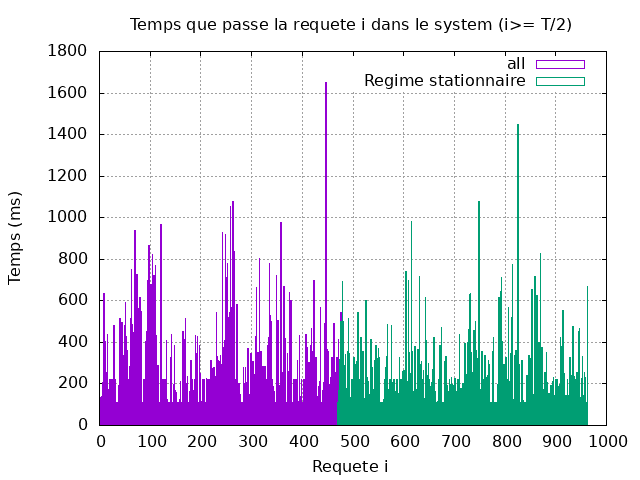 Temps que passe la requete i dans le system (i>= T/2)
all
Regime stationnaire
Temps (ms)
1800
1600
1400
1200
1000
800
600
400
200
0
0 100 200 300 400 500 600 700 800 900 1000
Requete i